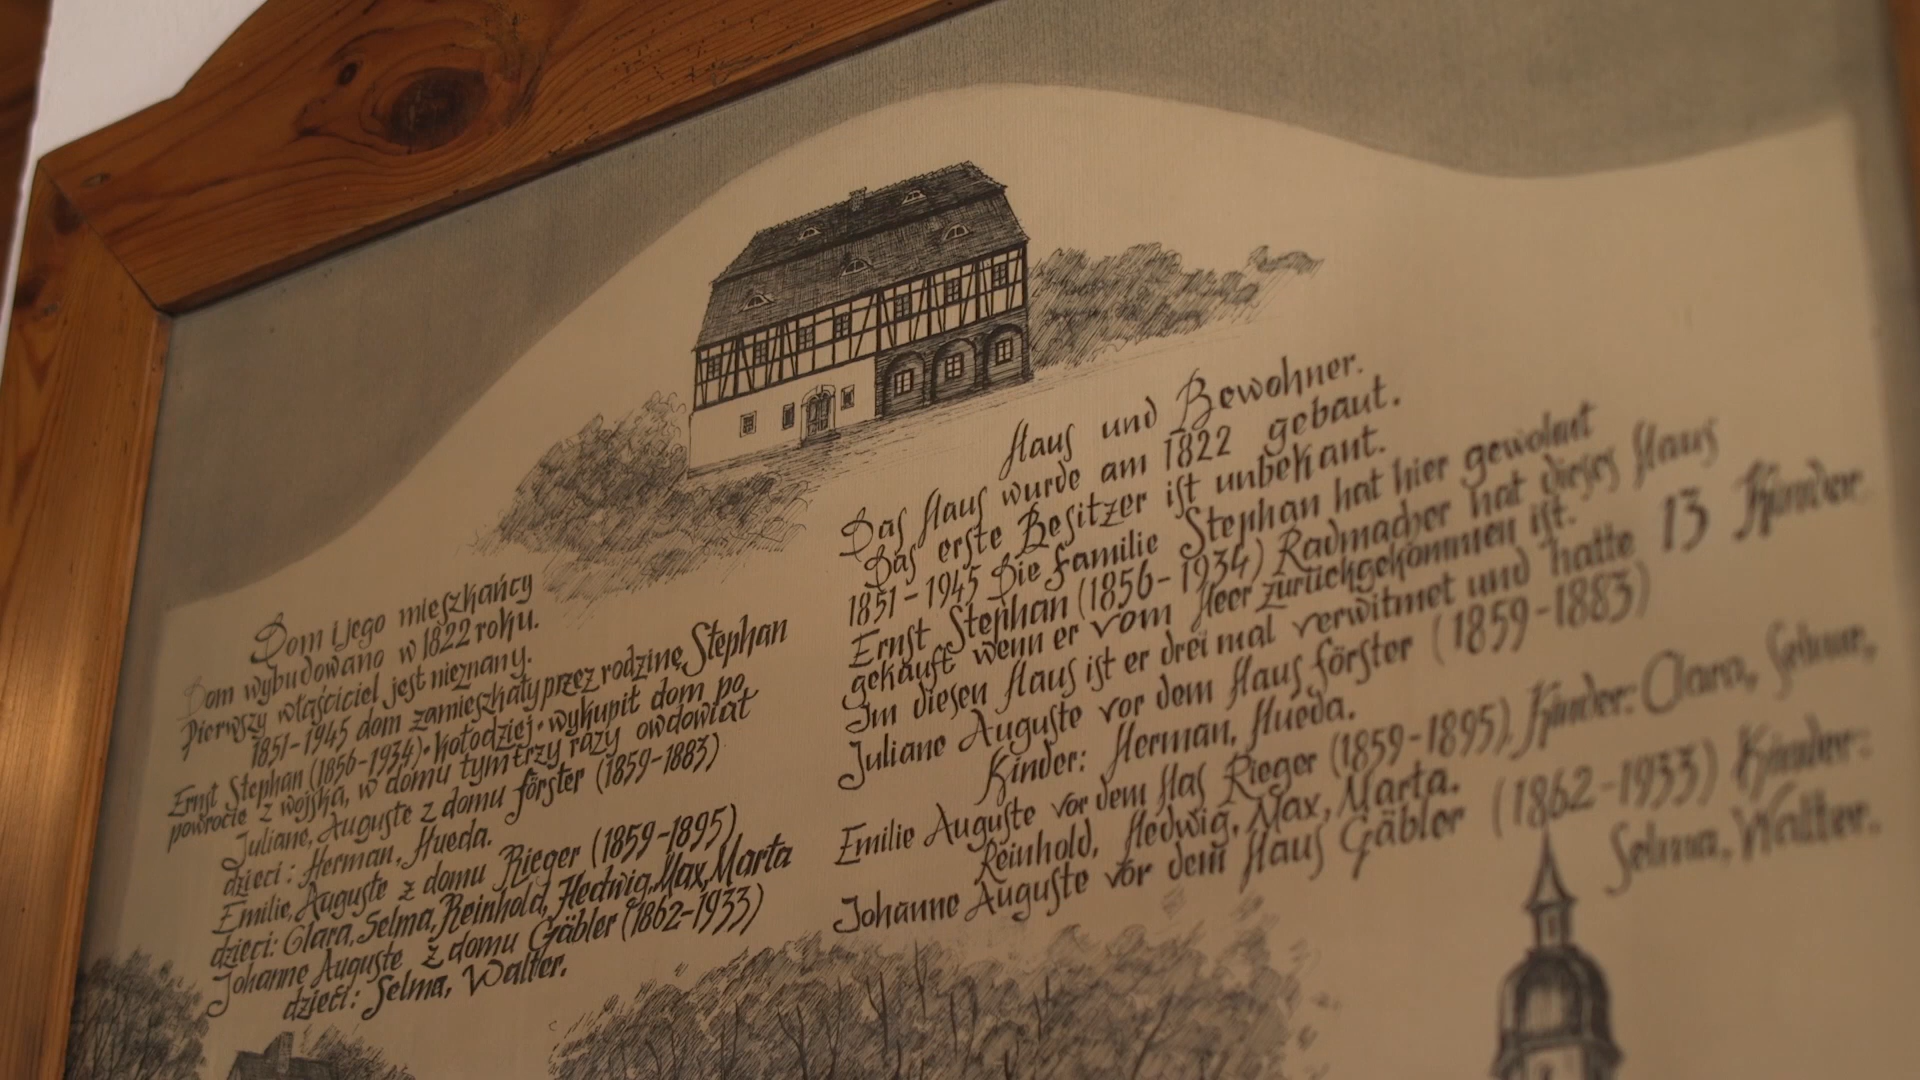 Dom i jego mieszkańcy
Dom wybudowano w 1822 roku.
Pierwszy właściciel jest nieznany.
1851-1945 dom zamieszkały przez rodzinę Stephan
Ernst Stephan (1856-1934)-kołodziej-wykupił dom po
powrocie z wojska, w domu tym trzy razy owdowiał
Juliane, Auguste z domu Förster (1859-1883)
dzieci: Herman, Hueda.
Emilie, Auguste z domu Rieger (1859-1895)
dzieci: Clara, Selma, Reinhold, Hedwig, Max, Marta
Johanne Auguste z domu Gäbler (1862-1933)
dzieci: Selma, Walter.
Haus und Bewohner.
Das Haus wurde am 1822 gebaut.
Das erste Besitzer ist unbekant.
1851-1945 Die Familie Stephan hat hier gewohnt
Ernst Stephan (1856-1934) Radmacher hat dieses Haus
gekauft wenn er vom Heer zurückgekommen ist.
Im diesen Haus ist er drei mal verwitmet und hatte 13 Kinder
Juliane Auguste vor dem Haus Förster (1859-1883)
Kinder: Herman, Hueda.
Emilie Auguste vor dem Has Rieger (1859-1895), Kinder: Clara, Selma,
Reinhold, Hedwig, Max, Marta.
Johanne Auguste vor dem Haus Gäbler (1862-1933) Kinder:
Selma, Walter.